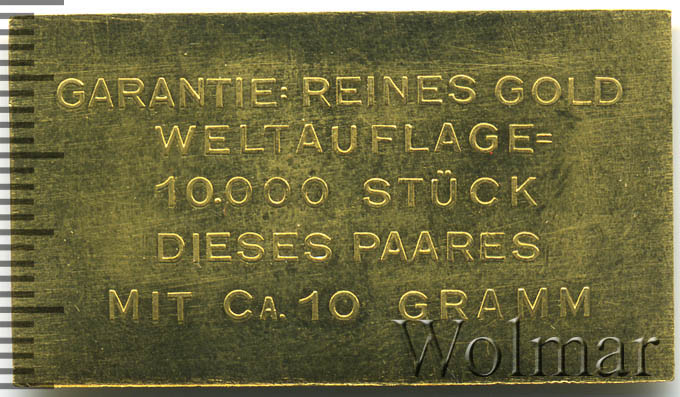 GARANTIE: REINES GOLD
WELTAUFLAGE=
10.000 STÜCK
DIESES PAARES
MIT CA. 10 GRAMM
Wolmar